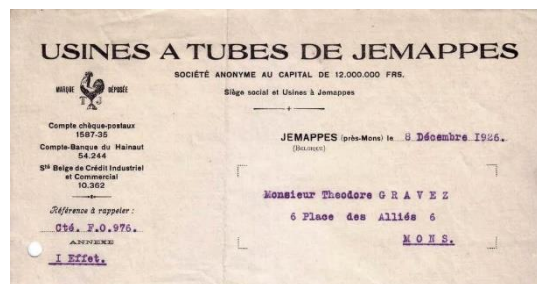 USINES A TUBES DE JEMAPPES
SOCIÉTÉ ANONYME AU CAPITAL DE 12.000.000 FRS.
Siège social et Usines à Jemappes
MARQUE DÉPOSÉE
T J
Compte chèque-postaux
1587-35
Compte-Banque du Hainaut
54.244
Sté Belge de Crédit Industriel
et Commercial
10.362
Référence à rappeler :
Cté. F.O.976.
ANNEXE
I Effet.
JEMAPPES (près-Mons) le 8 Décembre 1926.
(BELGIQUE)
Monsieur Theodore GRAVEZ
6 Place des Alliés 6
MONS.